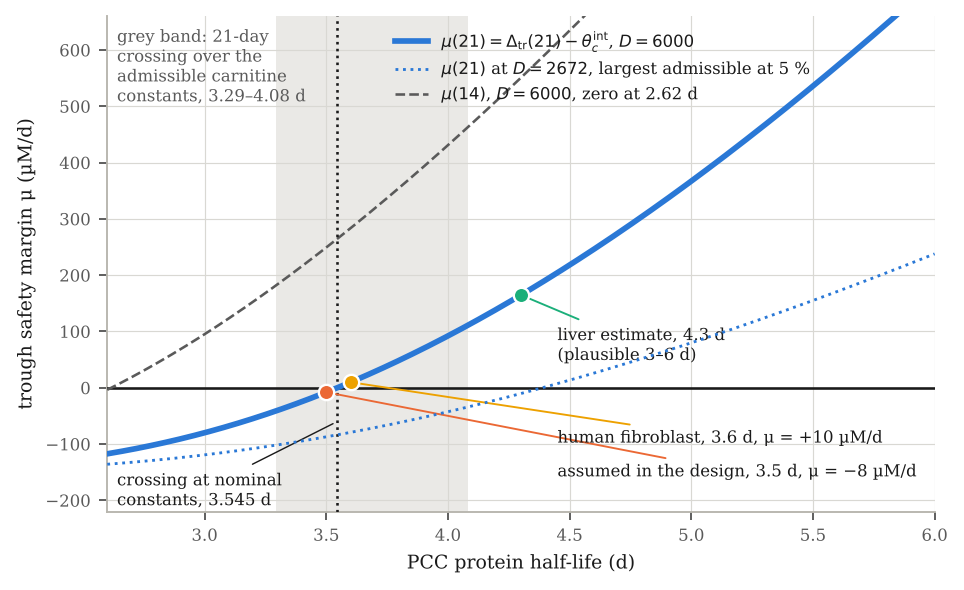 grey band: 21-day
crossing over the
admissible carnitine
constants, 3.29–4.08 d
μ(21) = Δtr(21) − θcint, D = 6000
μ(21) at D = 2672, largest admissible at 5 %
μ(14), D = 6000, zero at 2.62 d
trough safety margin μ (μM/d)
600
500
400
300
200
100
0
−100
−200
liver estimate, 4.3 d
(plausible 3–6 d)
human fibroblast, 3.6 d, μ = +10 μM/d
assumed in the design, 3.5 d, μ = −8 μM/d
crossing at nominal
constants, 3.545 d
3.0 3.5 4.0 4.5 5.0 5.5 6.0
PCC protein half-life (d)